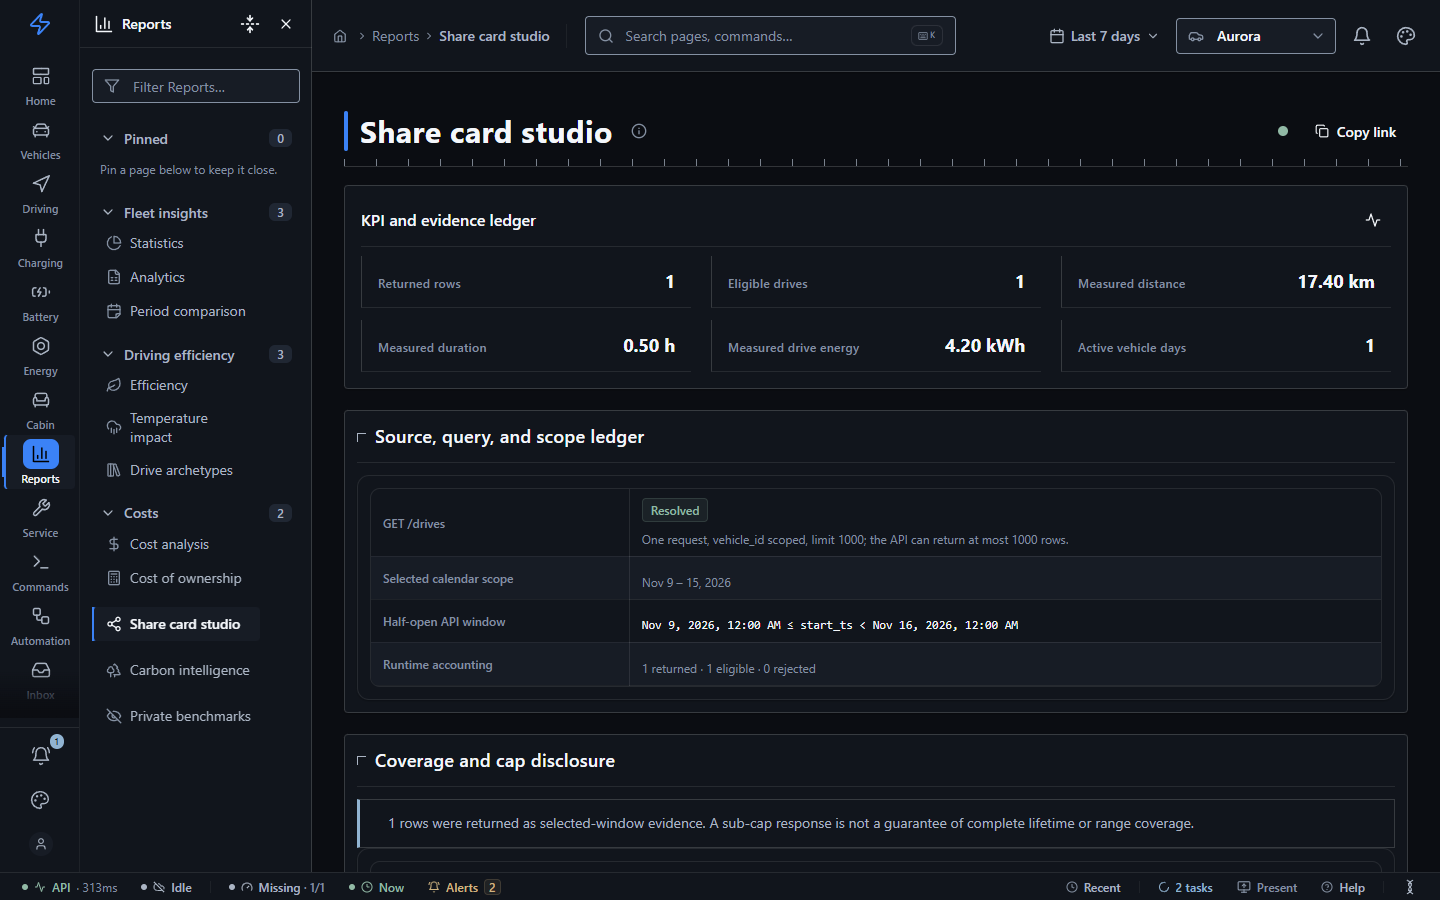 Home
Vehicles
Driving
Charging
Battery
Energy
Cabin
Reports
Service
Commands
Automation
Inbox
1
Reports
Filter Reports...
Pinned 0
Pin a page below to keep it close.
Fleet insights 3
Statistics
Analytics
Period comparison
Driving efficiency 3
Efficiency
Temperature
impact
Drive archetypes
Costs 2
Cost analysis
Cost of ownership
Share card studio
Carbon intelligence
Private benchmarks
Reports > Share card studio
Search pages, commands... K
Last 7 days
Aurora
Share card studio
Copy link
KPI and evidence ledger
Returned rows 1
Eligible drives 1
Measured distance 17.40 km
Measured duration 0.50 h
Measured drive energy 4.20 kWh
Active vehicle days 1
Source, query, and scope ledger
GET /drives
Resolved
One request, vehicle_id scoped, limit 1000; the API can return at most 1000 rows.
Selected calendar scope
Nov 9 – 15, 2026
Half-open API window
Nov 9, 2026, 12:00 AM ≤ start_ts < Nov 16, 2026, 12:00 AM
Runtime accounting
1 returned · 1 eligible · 0 rejected
Coverage and cap disclosure
1 rows were returned as selected-window evidence. A sub-cap response is not a guarantee of complete lifetime or range coverage.
API · 313ms
Idle
Missing · 1/1
Now
Alerts 2
Recent
2 tasks
Present
Help